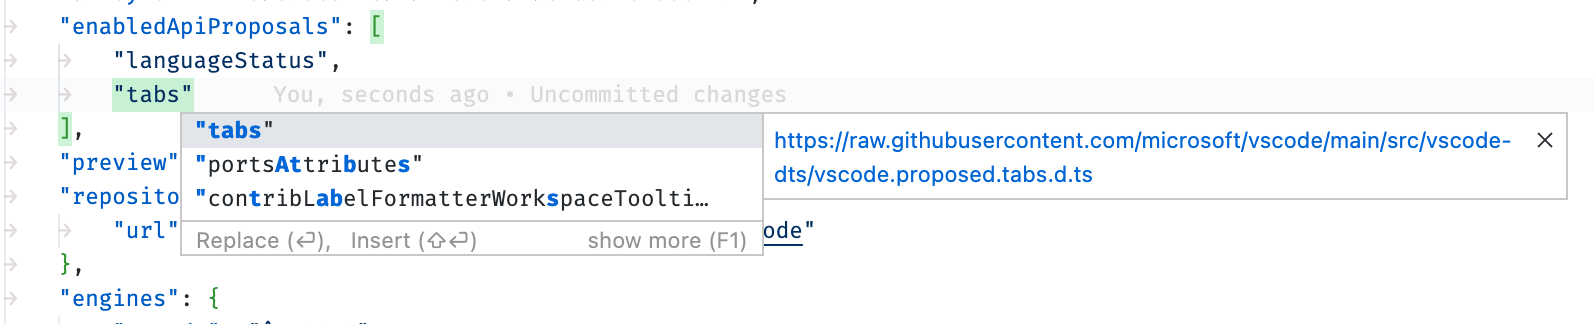 "enabledApiProposals": [
"languageStatus",
"tabs" You, seconds ago • Uncommitted changes
],
"tabs"
"portsAttributes"
"contribLabelFormatterWorkspaceToolti…
Replace (⏎), Insert (⇧⏎) show more (F1)
https://raw.githubusercontent.com/microsoft/vscode/main/src/vscode-
dts/vscode.proposed.tabs.d.ts
"preview"
"reposito
"url" ode"
},
"engines": {